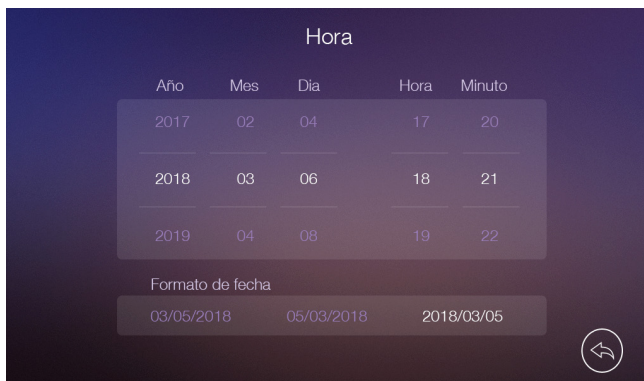 Hora
Año Mes Dia Hora Minuto
2017 02 04 17 20
2018 03 06 18 21
2019 04 08 19 22
Formato de fecha
03/05/2018 05/03/2018 2018/03/05